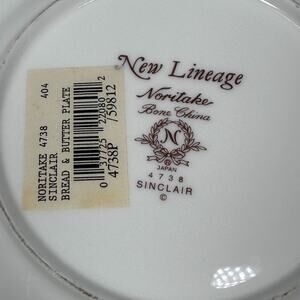 New Lineage
Noritake
Bone China
N
JAPAN
4738
SINCLAIR
©
NORITAKE 4738 404
SINCLAIR
BREAD & BUTTER PLATE
0 37725 22080 2
759812
4738P